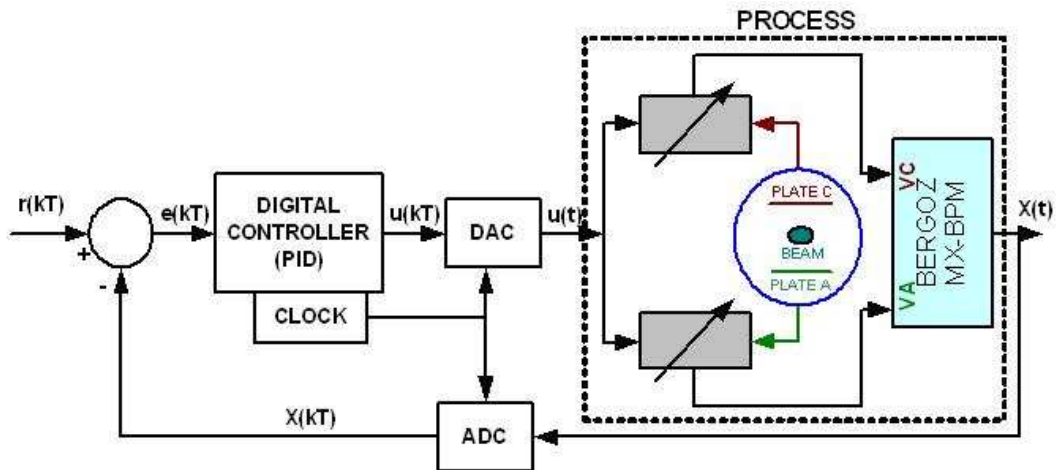 PROCESS
r(kT)
+
-
e(kT)
DIGITAL
CONTROLLER
(PID)
CLOCK
u(kT)
DAC
u(t)
PLATE C
BEAM
PLATE A
VC
VA
BERGOZ
MX-BPM
X(t)
X(kT)
ADC